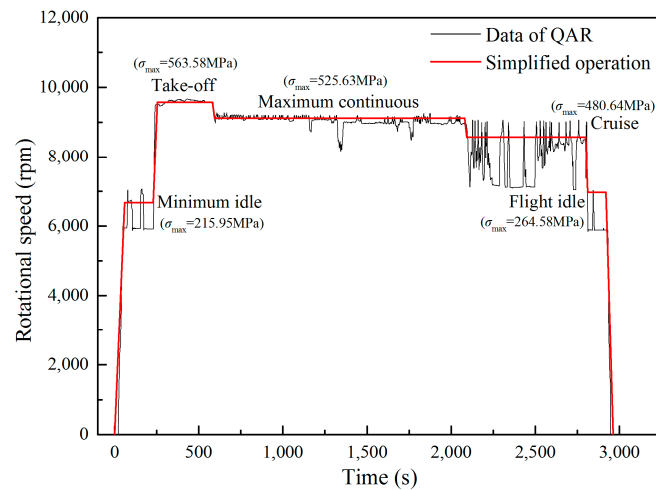 12,000
10,000
8,000
6,000
4,000
2,000
0
Rotational speed (rpm)
Data of QAR
Simplified operation
(σmax=563.58MPa)
Take-off
(σmax=525.63MPa)
Maximum continuous
(σmax=480.64MPa)
Cruise
Minimum idle
(σmax=215.95MPa)
Flight idle
(σmax=264.58MPa)
0 500 1,000 1,500 2,000 2,500 3,000
Time (s)